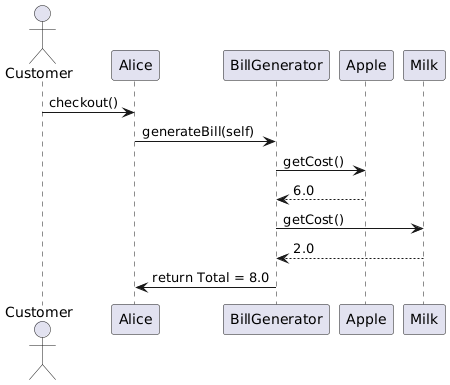 Customer
Alice
BillGenerator
Apple
Milk
checkout()
generateBill(self)
getCost()
6.0
getCost()
2.0
return Total = 8.0
Customer
Alice
BillGenerator
Apple
Milk